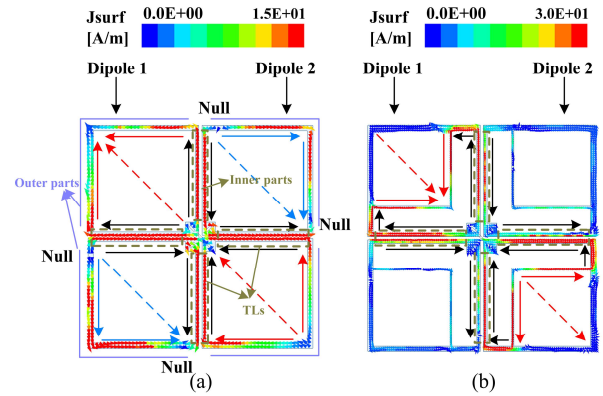 Jsurf 0.0E+00 1.5E+01
[A/m]
Jsurf 0.0E+00 3.0E+01
[A/m]
Dipole 1 Dipole 2
Null
Dipole 1 Dipole 2
Outer parts
Inner parts
Null
Null
TLs
Null
(a)
(b)